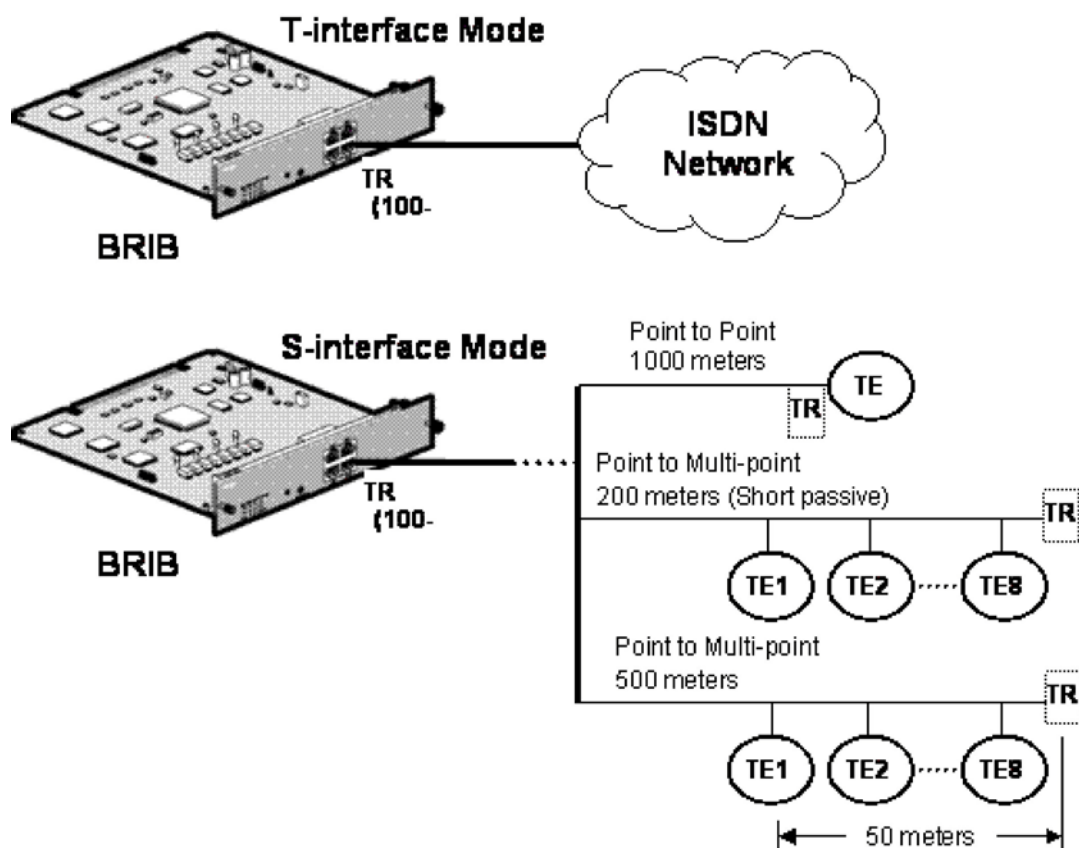 T-interface Mode
ISDN
Network
TR
(100-
BRIB
S-interface Mode
Point to Point
1000 meters
TE
TR
Point to Multi-point
200 meters (Short passive)
TR
TR
(100-
BRIB
TE1 TE2 TE8
Point to Multi-point
500 meters
TR
TE1 TE2 TE8
50 meters